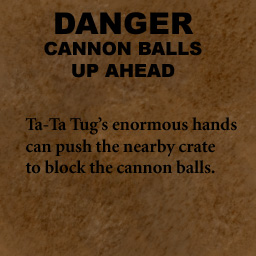 DANGER
CANNON BALLS
UP AHEAD
Ta-Ta Tug's enormous hands
can push the nearby crate
to block the cannon balls.